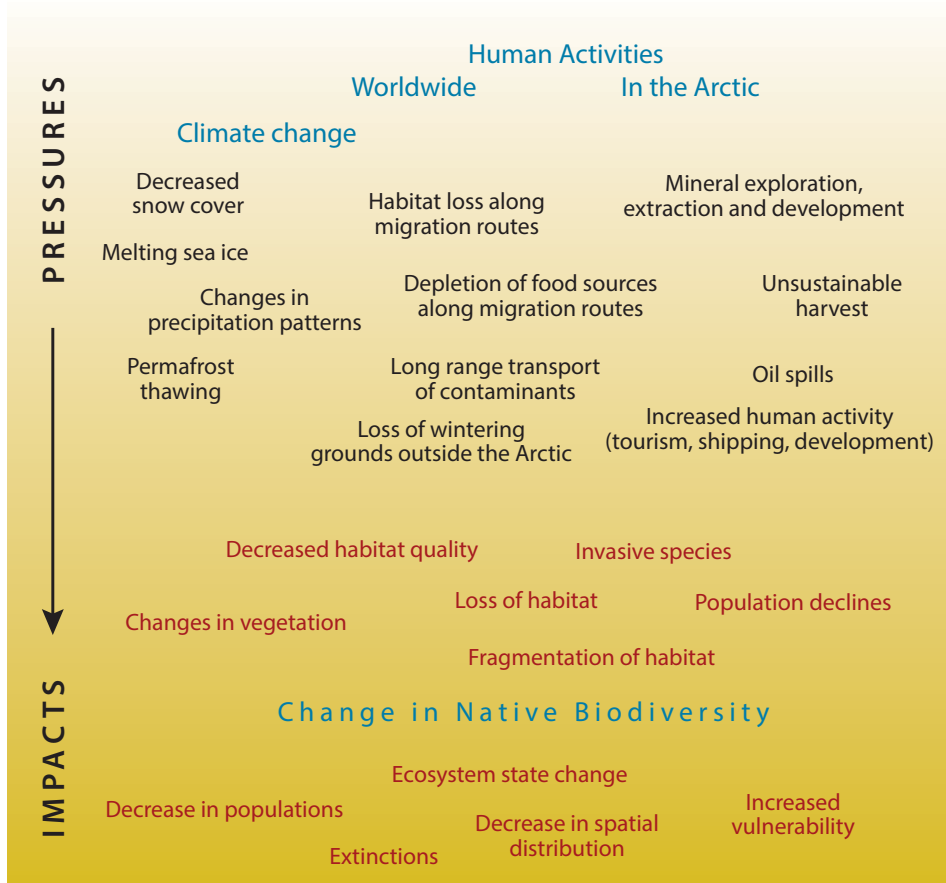 PRESSURES
IMPACTS
Human Activities
Worldwide
In the Arctic
Climate change
Decreased
snow cover
Melting sea ice
Changes in
precipitation patterns
Permafrost
thawing
Habitat loss along
migration routes
Depletion of food sources
along migration routes
Long range transport
of contaminants
Loss of wintering
grounds outside the Arctic
Mineral exploration,
extraction and development
Unsustainable
harvest
Oil spills
Increased human activity
(tourism, shipping, development)
Decreased habitat quality
Invasive species
Loss of habitat
Population declines
Changes in vegetation
Fragmentation of habitat
Change in Native Biodiversity
Ecosystem state change
Decrease in populations
Increased
vulnerability
Decrease in spatial
distribution
Extinctions